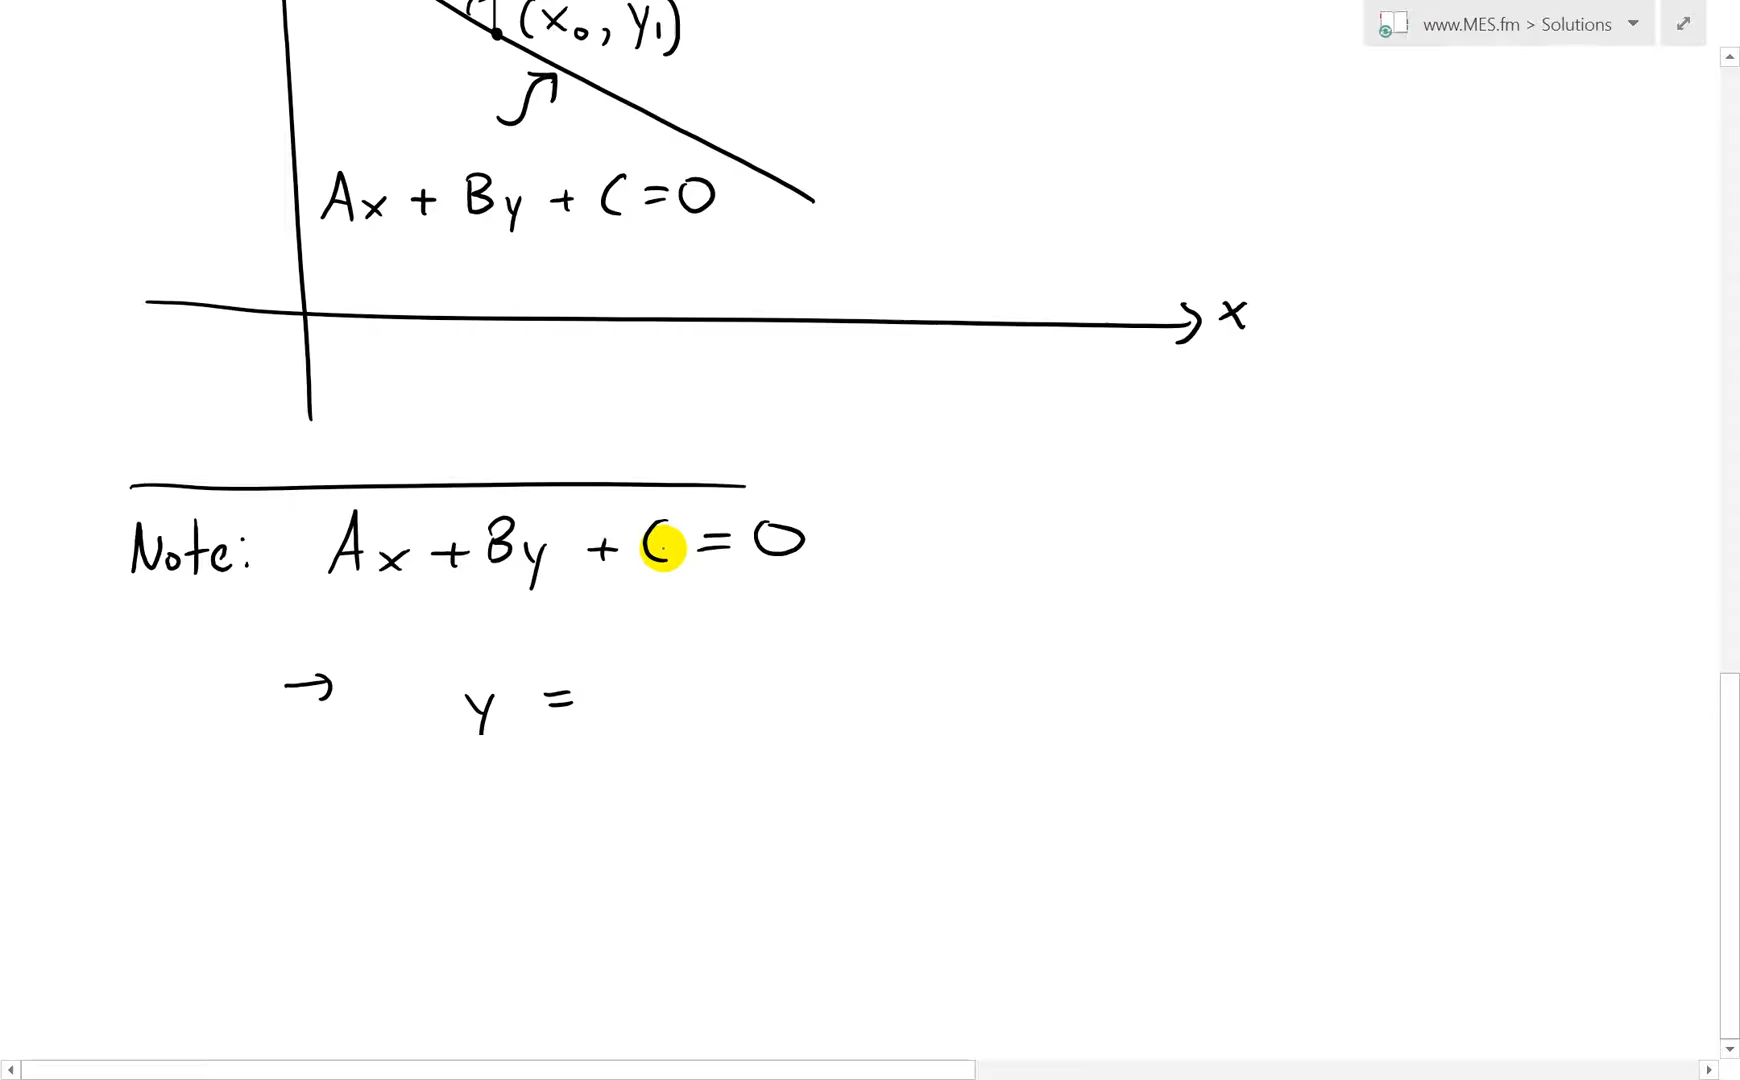 www.MES.fm > Solutions
(x₀, y₁)
Ax + By + C = 0
x
Note: Ax + By + C = 0
→ y =